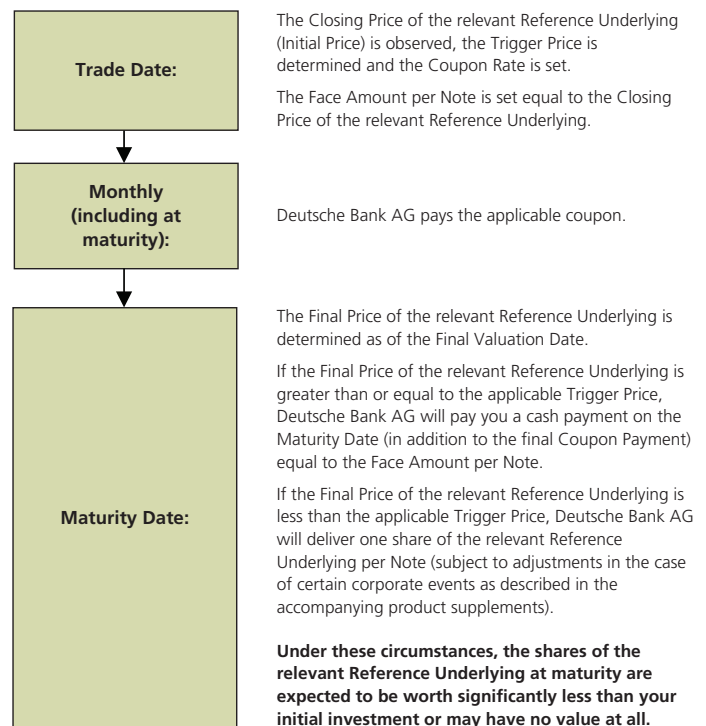 Trade Date:
The Closing Price of the relevant Reference Underlying
(Initial Price) is observed, the Trigger Price is
determined and the Coupon Rate is set.
The Face Amount per Note is set equal to the Closing
Price of the relevant Reference Underlying.
Monthly
(including at
maturity):
Deutsche Bank AG pays the applicable coupon.
Maturity Date:
The Final Price of the relevant Reference Underlying is
determined as of the Final Valuation Date.
If the Final Price of the relevant Reference Underlying is
greater than or equal to the applicable Trigger Price,
Deutsche Bank AG will pay you a cash payment on the
Maturity Date (in addition to the final Coupon Payment)
equal to the Face Amount per Note.
If the Final Price of the relevant Reference Underlying is
less than the applicable Trigger Price, Deutsche Bank AG
will deliver one share of the relevant Reference
Underlying per Note (subject to adjustments in the case
of certain corporate events as described in the
accompanying product supplements).
Under these circumstances, the shares of the
relevant Reference Underlying at maturity are
expected to be worth significantly less than your
initial investment or may have no value at all.